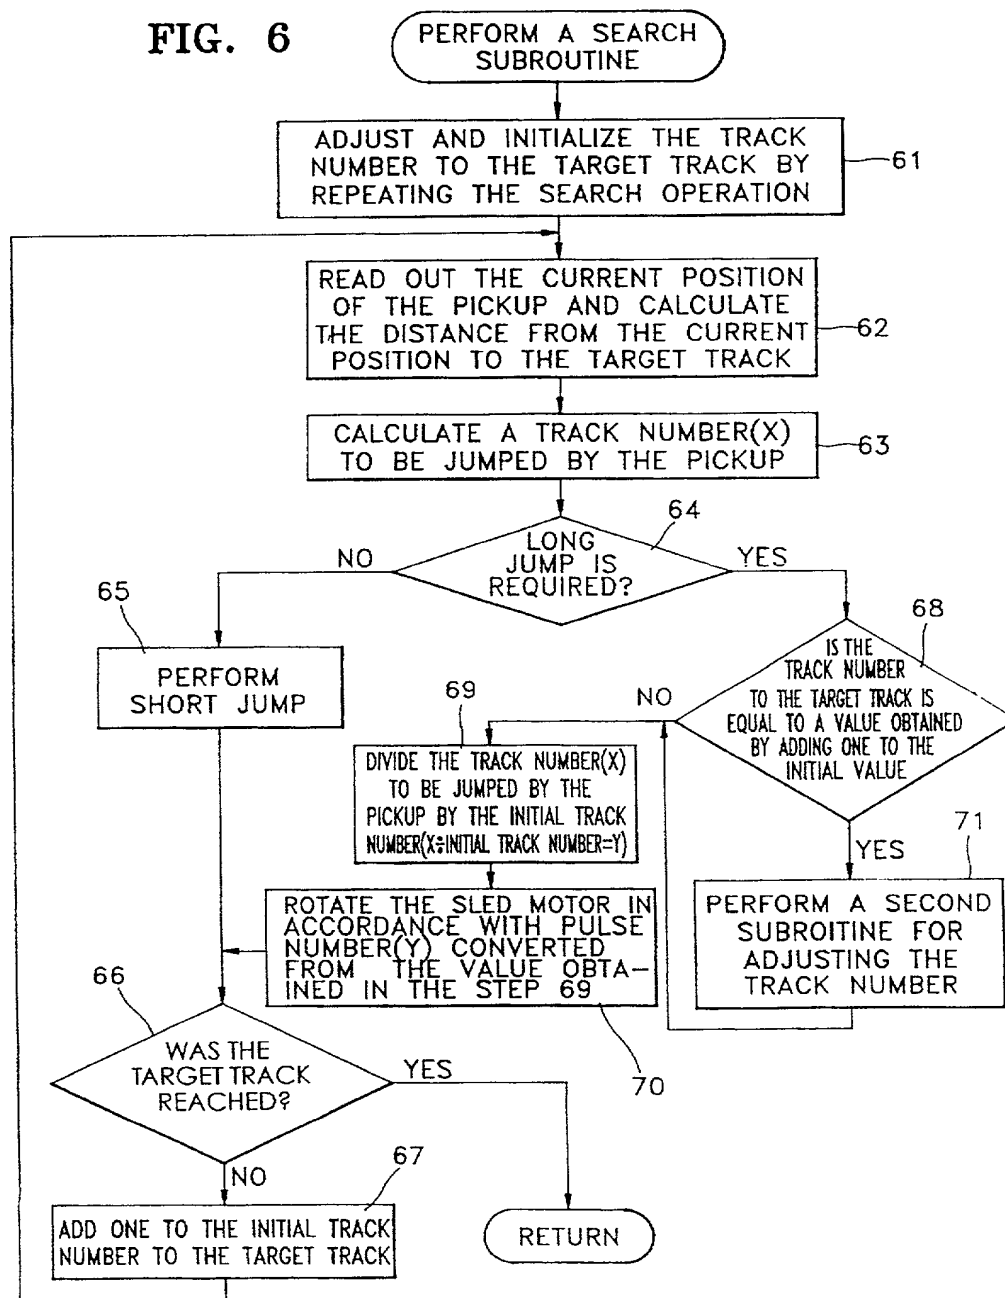 FIG. 6
PERFORM A SEARCH
SUBROUTINE
ADJUST AND INITIALIZE THE TRACK
NUMBER TO THE TARGET TRACK BY
REPEATING THE SEARCH OPERATION
61
READ OUT THE CURRENT POSITION
OF THE PICKUP AND CALCULATE
THE DISTANCE FROM THE CURRENT
POSITION TO THE TARGET TRACK
62
CALCULATE A TRACK NUMBER(X)
TO BE JUMPED BY THE PICKUP
63
64
LONG
JUMP IS
REQUIRED?
NO
YES
65
PERFORM
SHORT JUMP
68
IS THE
TRACK NUMBER
TO THE TARGET TRACK IS
EQUAL TO A VALUE OBTAINED
BY ADDING ONE TO THE
INITIAL VALUE
NO
YES
69
DIVIDE THE TRACK NUMBER(X)
TO BE JUMPED BY THE
PICKUP BY THE INITIAL TRACK
NUMBER(X÷INITIAL TRACK NUMBER=Y)
71
PERFORM A SECOND
SUBROITINE FOR
ADJUSTING THE
TRACK NUMBER
ROTATE THE SLED MOTOR IN
ACCORDANCE WITH PULSE
NUMBER(Y) CONVERTED
FROM THE VALUE OBTA-
INED IN THE STEP 69
70
66
WAS THE
TARGET TRACK
REACHED?
YES
NO
67
ADD ONE TO THE INITIAL TRACK
NUMBER TO THE TARGET TRACK
RETURN